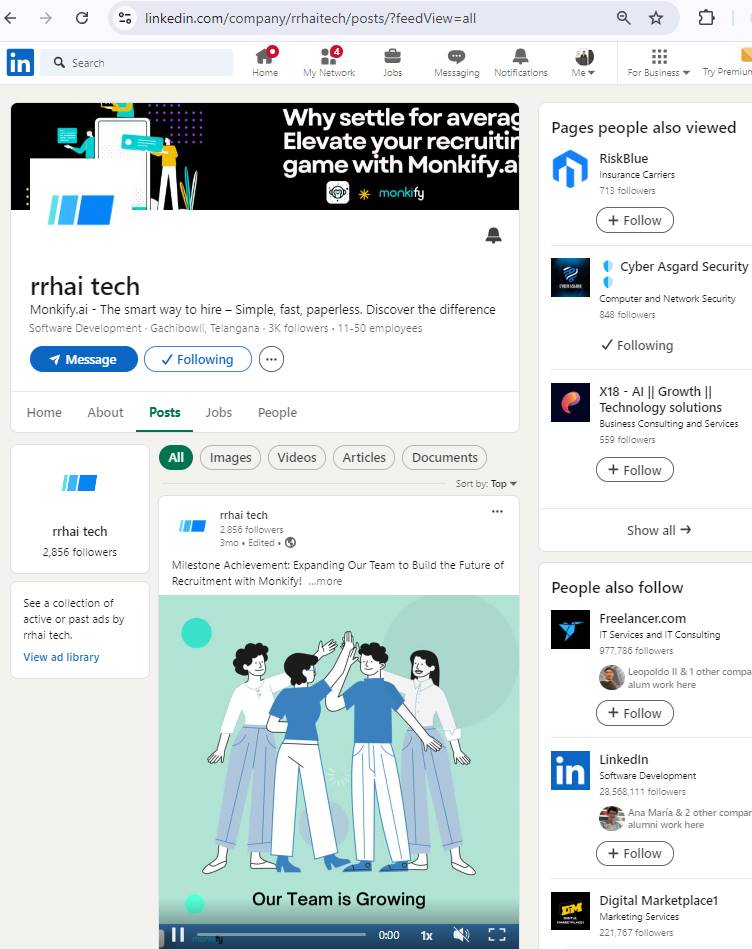 linkedin.com/company/rrhaitech/posts/?feedView=all
in
Search
Home
My Network
4
Jobs
Messaging
Notifications
Me
For Business
Try Premium
Why settle for averag
Elevate your recruitin
game with Monkify.ai
monkify
rrhai tech
Monkify.ai - The smart way to hire – Simple, fast, paperless. Discover the difference
Software Development · Gachibowli, Telangana · 3K followers · 11-50 employees
Message
Following
Home
About
Posts
Jobs
People
rrhai tech
2,856 followers
See a collection of
active or past ads by
rrhai tech.
View ad library
All
Images
Videos
Articles
Documents
Sort by: Top
rrhai tech
2,856 followers
3mo • Edited •
Milestone Achievement: Expanding Our Team to Build the Future of
Recruitment with Monkify! ...more
Our Team is Growing
0:00
1x
Pages people also viewed
RiskBlue
Insurance Carriers
713 followers
+ Follow
CYBER ASGARD
Cyber Asgard Security
Computer and Network Security
848 followers
Following
X18 - AI || Growth ||
Technology solutions
Business Consulting and Services
559 followers
+ Follow
Show all →
People also follow
Freelancer.com
IT Services and IT Consulting
977,786 followers
Leopoldo II & 1 other compa
alum work here
+ Follow
in
LinkedIn
Software Development
28,568,111 followers
Ana María & 2 other compar
alumni work here
+ Follow
DM
Digital Marketplace1
Marketing Services
221,767 followers